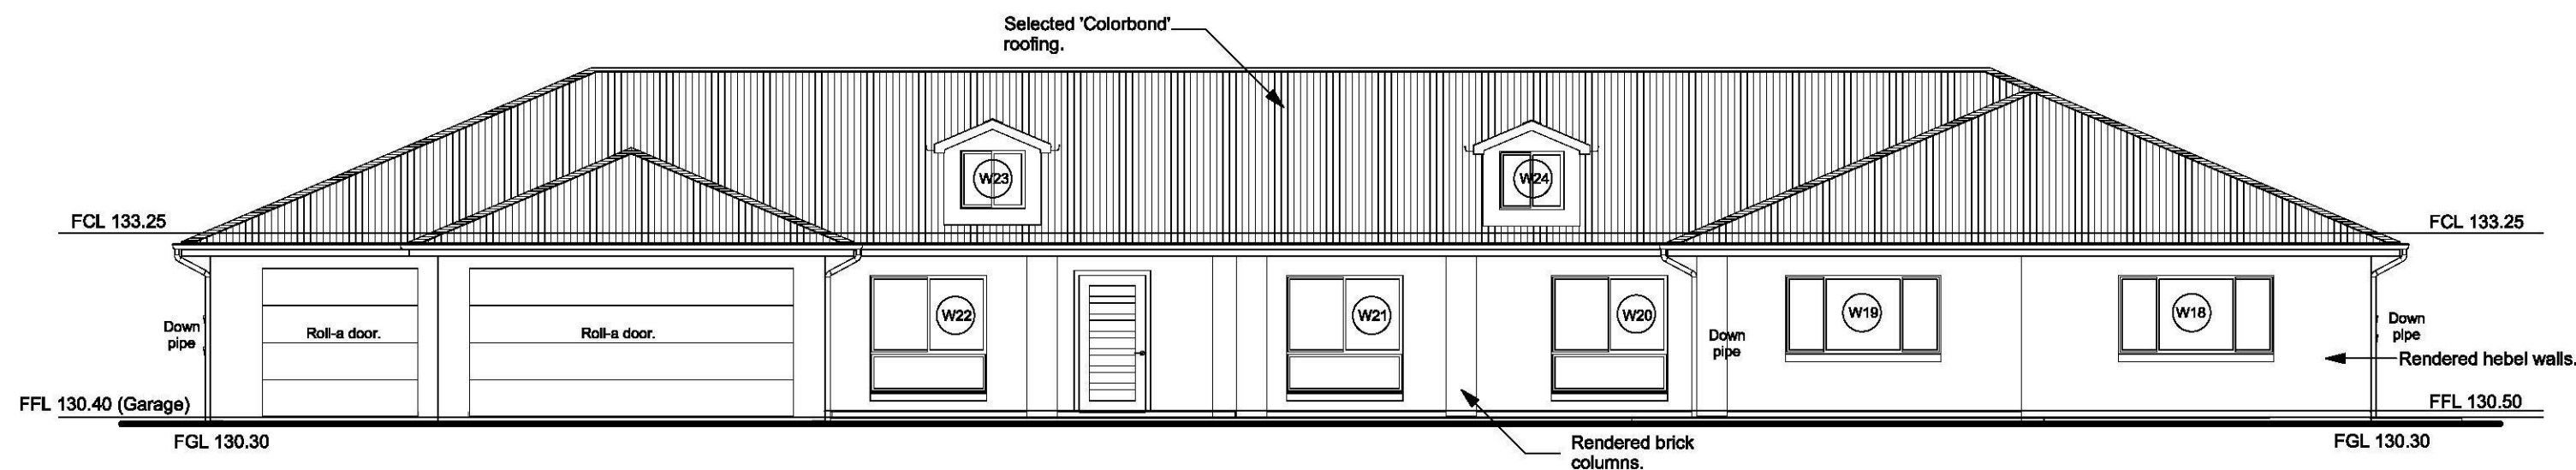 Selected 'Colorbond'
roofing.
W23
W24
FCL 133.25
FCL 133.25
Down
pipe
Roll-a door.
Roll-a door.
W22
W21
W20
Down
pipe
W19
W18
Down
pipe
Rendered hebel walls.
FFL 130.40 (Garage)
FFL 130.50
FGL 130.30
Rendered brick
columns.
FGL 130.30